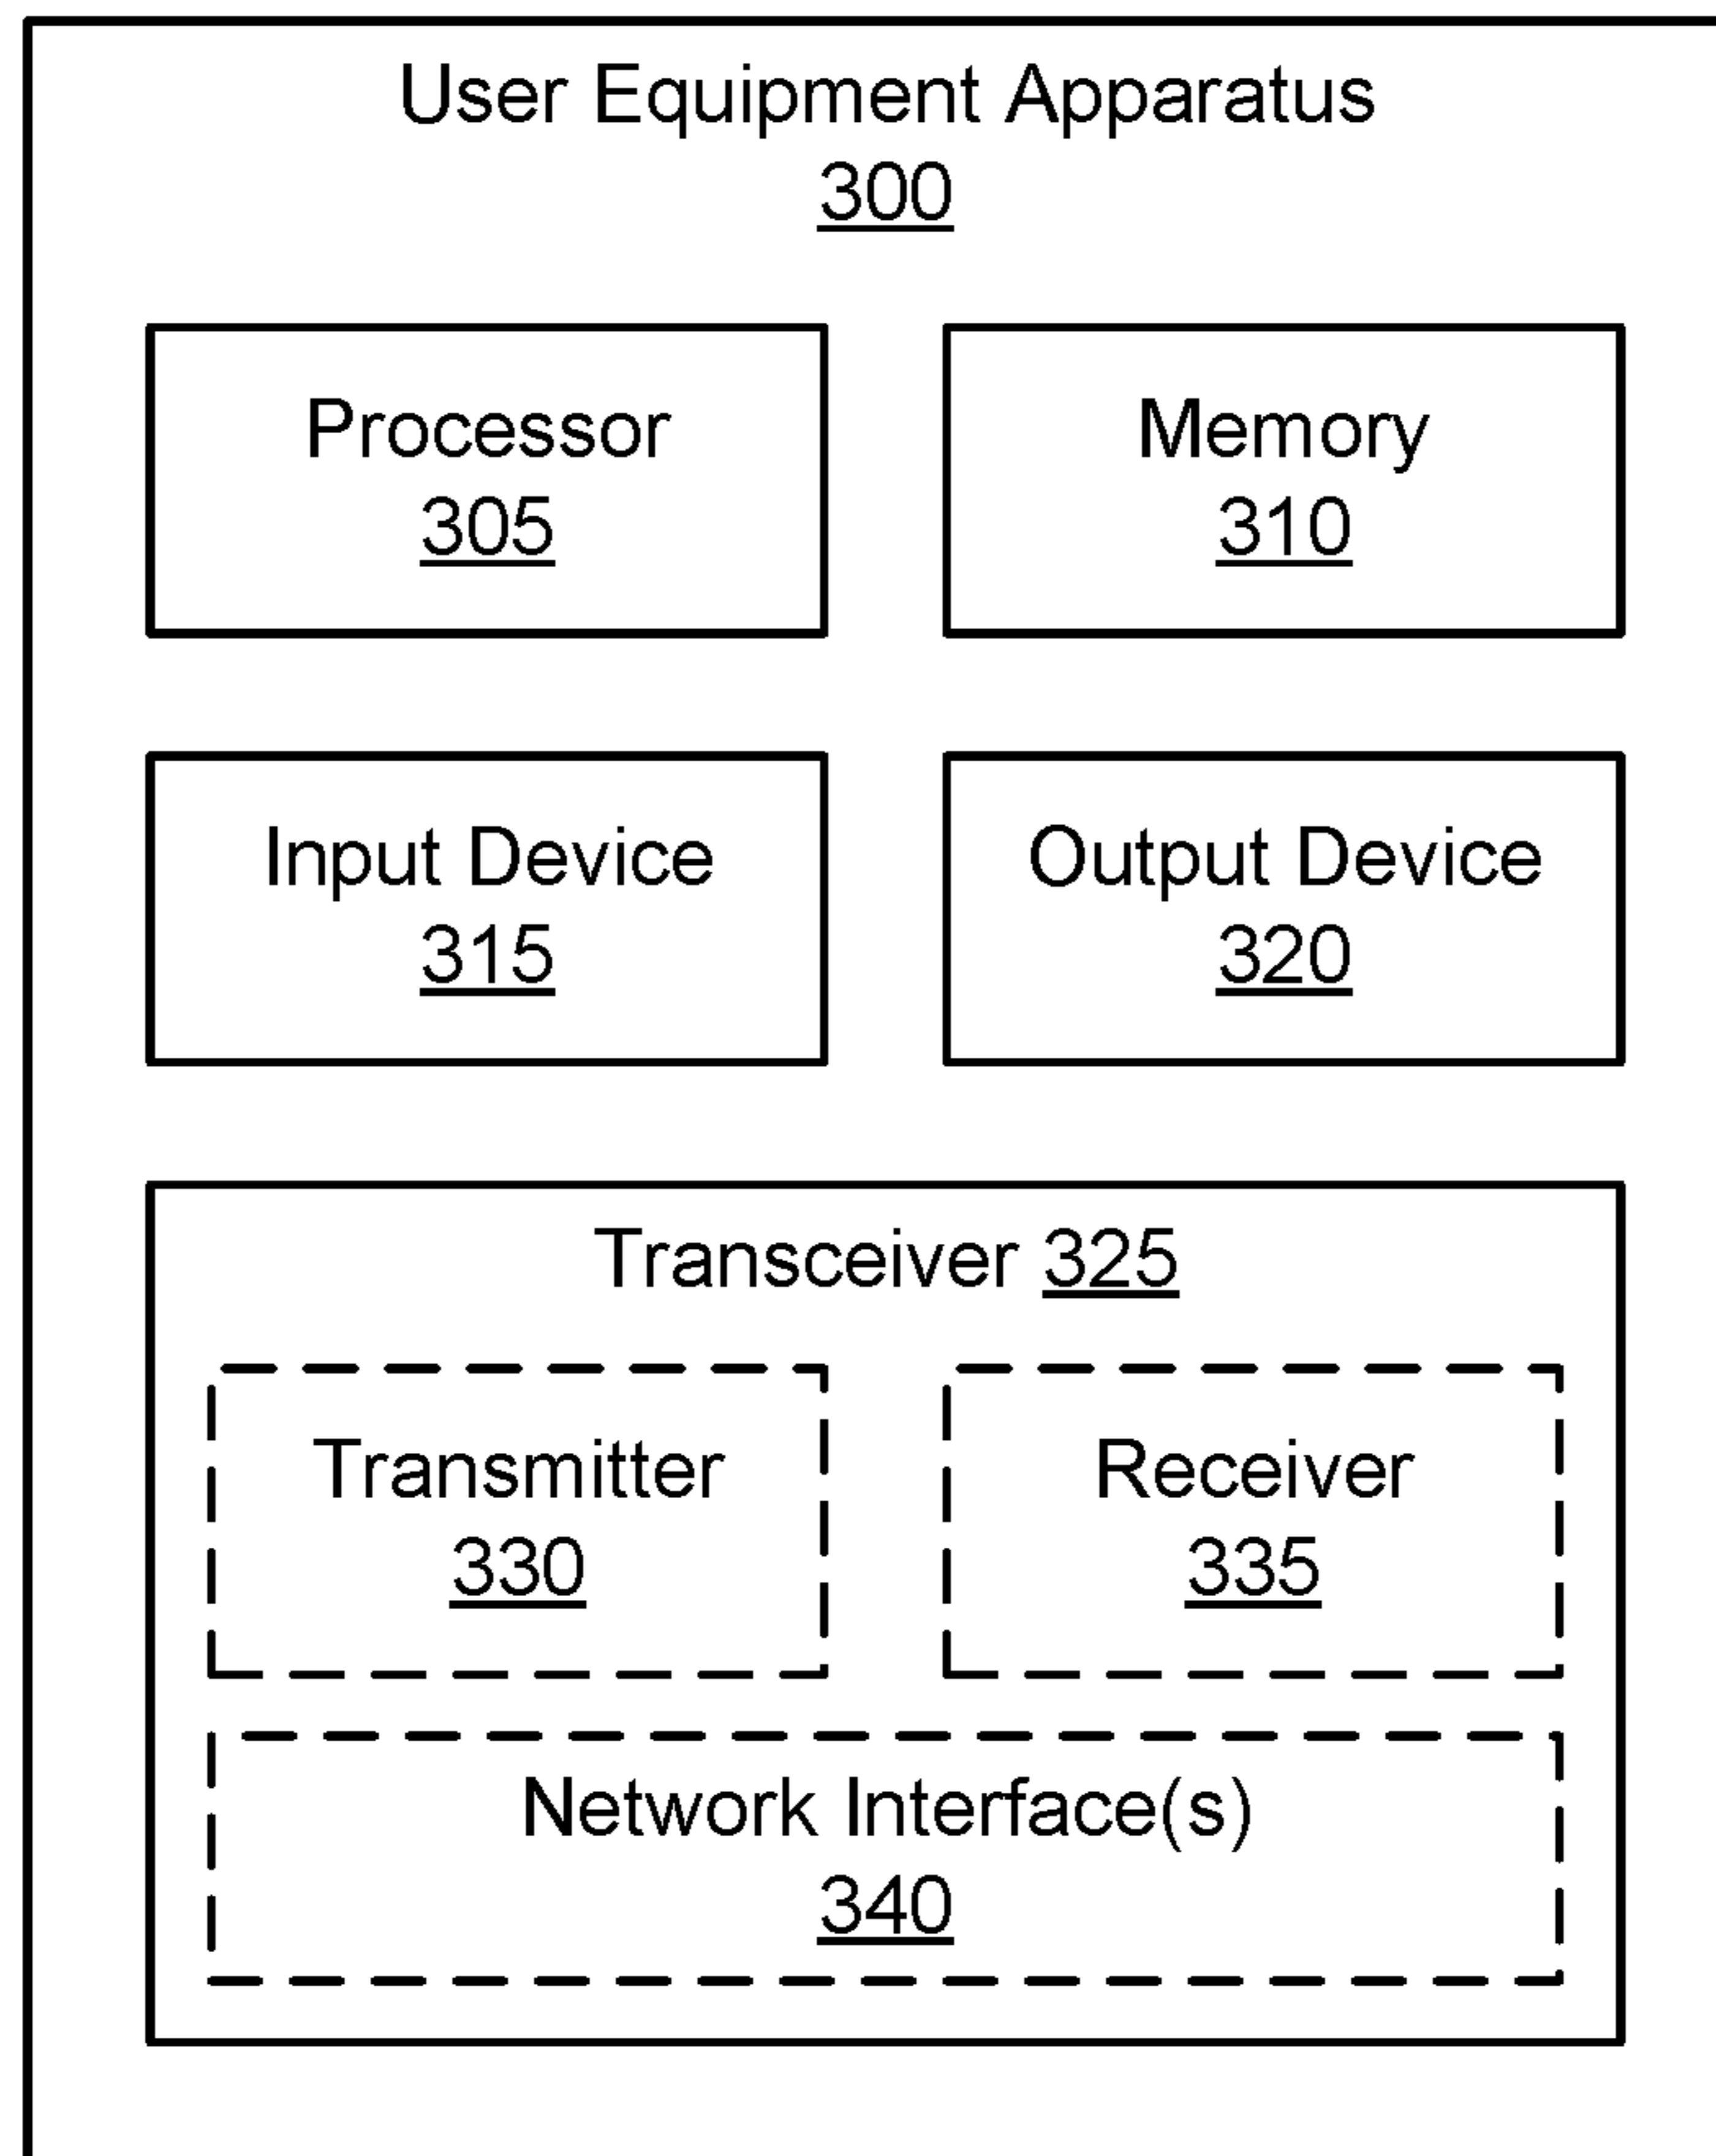 User Equipment Apparatus
300
Processor
305
Memory
310
Input Device
315
Output Device
320
Transceiver 325
Transmitter
330
Receiver
335
Network Interface(s)
340